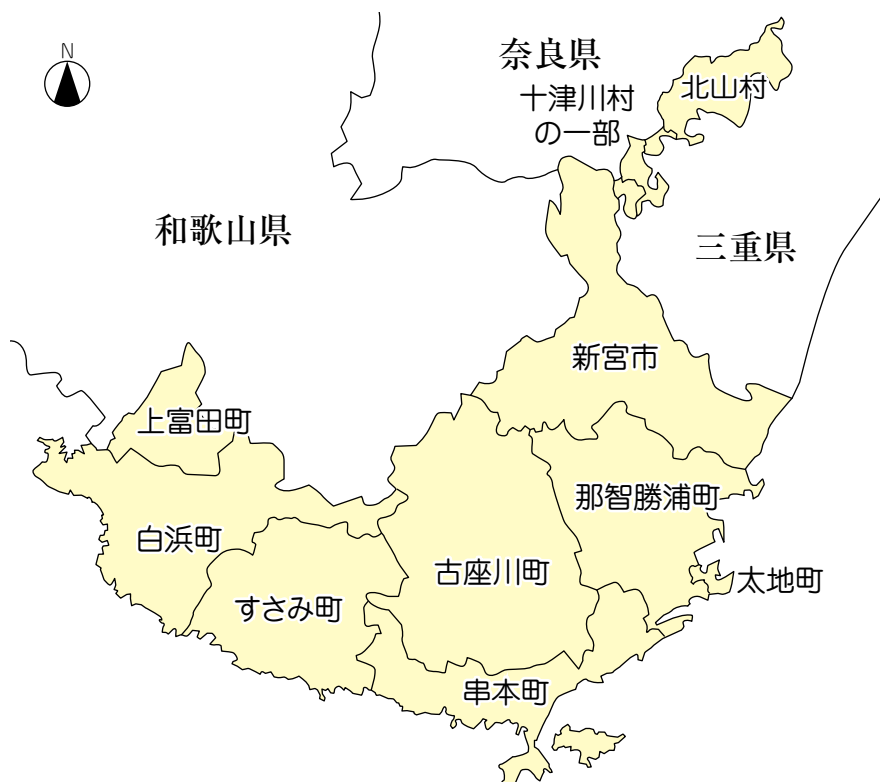 N
奈良県
北山村
十津川村
の一部
和歌山県
三重県
新宮市
上富田町
那智勝浦町
白浜町
古座川町
太地町
すさみ町
串本町